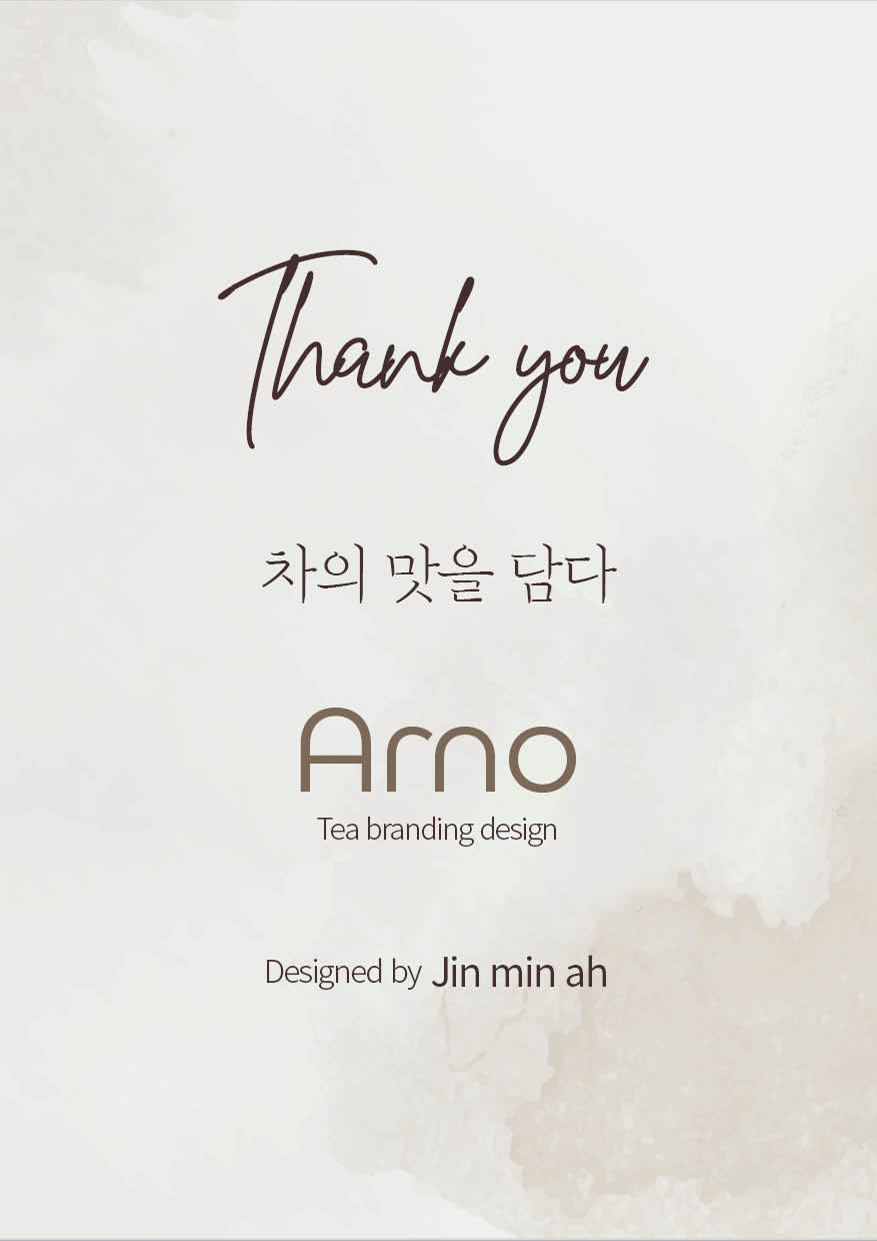 Thank you
차의 맛을 담다
Arno
Tea branding design
Designed by Jin min ah